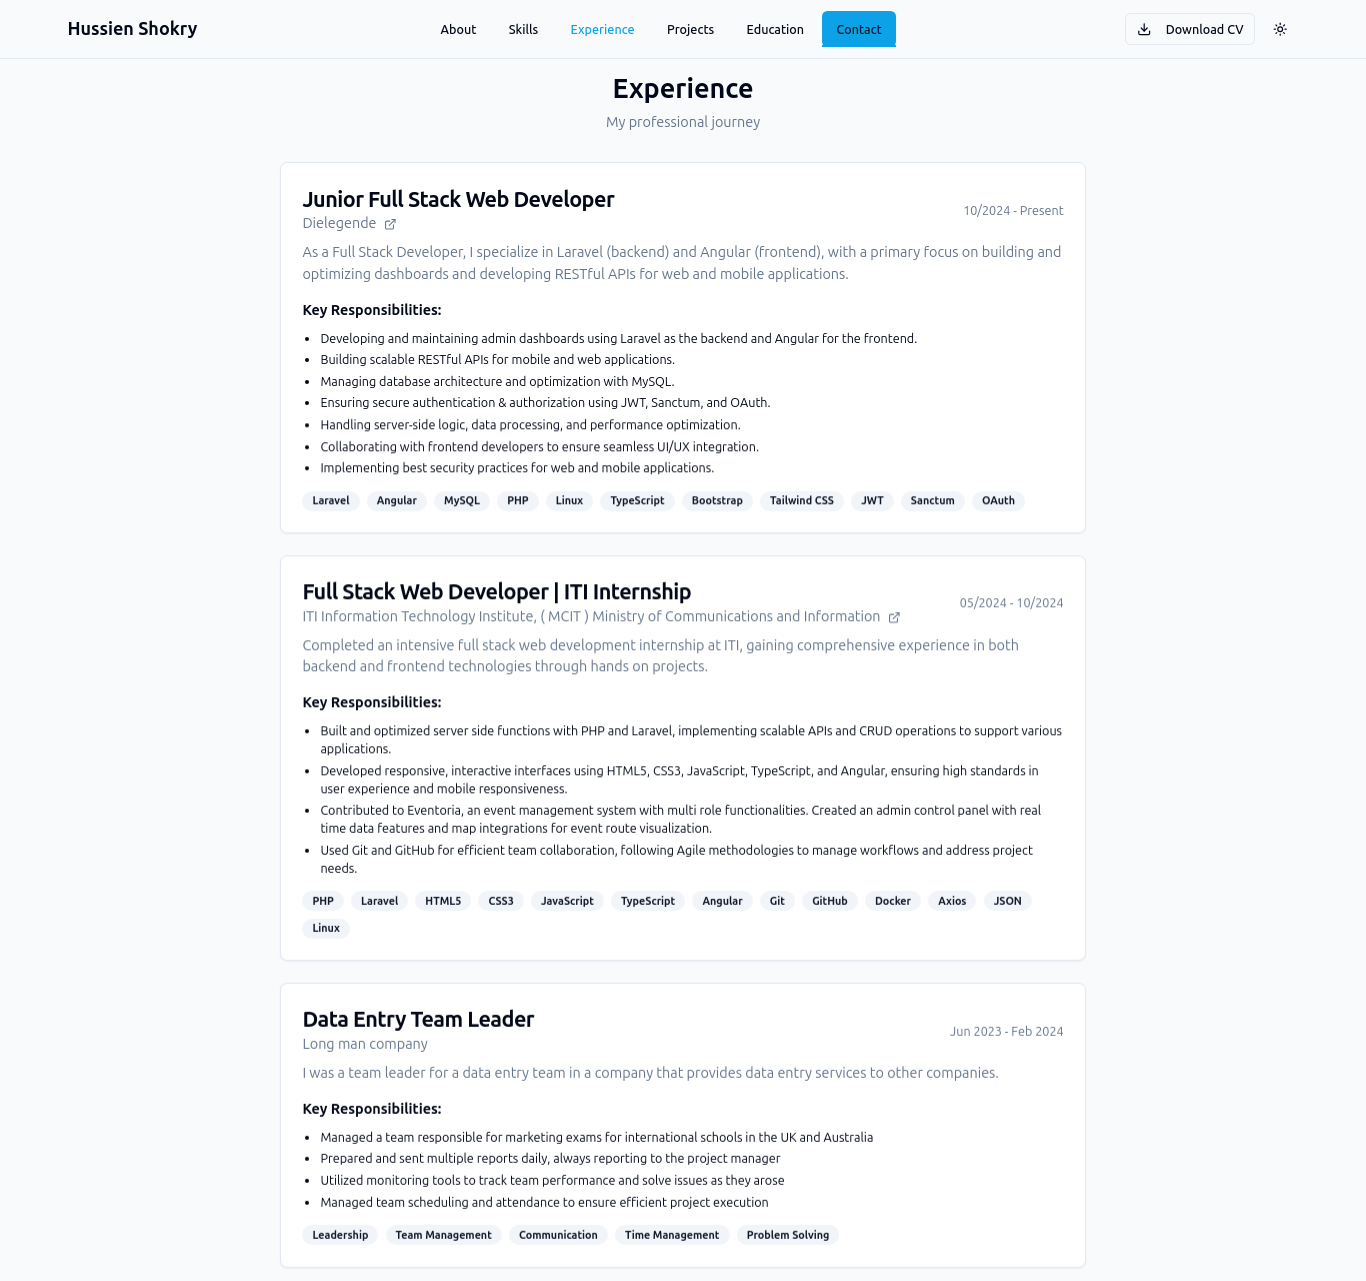 Hussien Shokry
About
Skills
Experience
Projects
Education
Contact
Download CV
Experience
My professional journey
Junior Full Stack Web Developer
10/2024 - Present
Dielegende
As a Full Stack Developer, I specialize in Laravel (backend) and Angular (frontend), with a primary focus on building and
optimizing dashboards and developing RESTful APIs for web and mobile applications.
Key Responsibilities:
• Developing and maintaining admin dashboards using Laravel as the backend and Angular for the frontend.
• Building scalable RESTful APIs for mobile and web applications.
• Managing database architecture and optimization with MySQL.
• Ensuring secure authentication & authorization using JWT, Sanctum, and OAuth.
• Handling server-side logic, data processing, and performance optimization.
• Collaborating with frontend developers to ensure seamless UI/UX integration.
• Implementing best security practices for web and mobile applications.
Laravel Angular MySQL PHP Linux TypeScript Bootstrap Tailwind CSS JWT Sanctum OAuth
Full Stack Web Developer | ITI Internship
05/2024 - 10/2024
ITI Information Technology Institute, ( MCIT ) Ministry of Communications and Information
Completed an intensive full stack web development internship at ITI, gaining comprehensive experience in both
backend and frontend technologies through hands on projects.
Key Responsibilities:
• Built and optimized server side functions with PHP and Laravel, implementing scalable APIs and CRUD operations to support various
applications.
• Developed responsive, interactive interfaces using HTML5, CSS3, JavaScript, TypeScript, and Angular, ensuring high standards in
user experience and mobile responsiveness.
• Contributed to Eventoria, an event management system with multi role functionalities. Created an admin control panel with real
time data features and map integrations for event route visualization.
• Used Git and GitHub for efficient team collaboration, following Agile methodologies to manage workflows and address project
needs.
PHP Laravel HTML5 CSS3 JavaScript TypeScript Angular Git GitHub Docker Axios JSON
Linux
Data Entry Team Leader
Jun 2023 - Feb 2024
Long man company
I was a team leader for a data entry team in a company that provides data entry services to other companies.
Key Responsibilities:
• Managed a team responsible for marketing exams for international schools in the UK and Australia
• Prepared and sent multiple reports daily, always reporting to the project manager
• Utilized monitoring tools to track team performance and solve issues as they arose
• Managed team scheduling and attendance to ensure efficient project execution
Leadership Team Management Communication Time Management Problem Solving